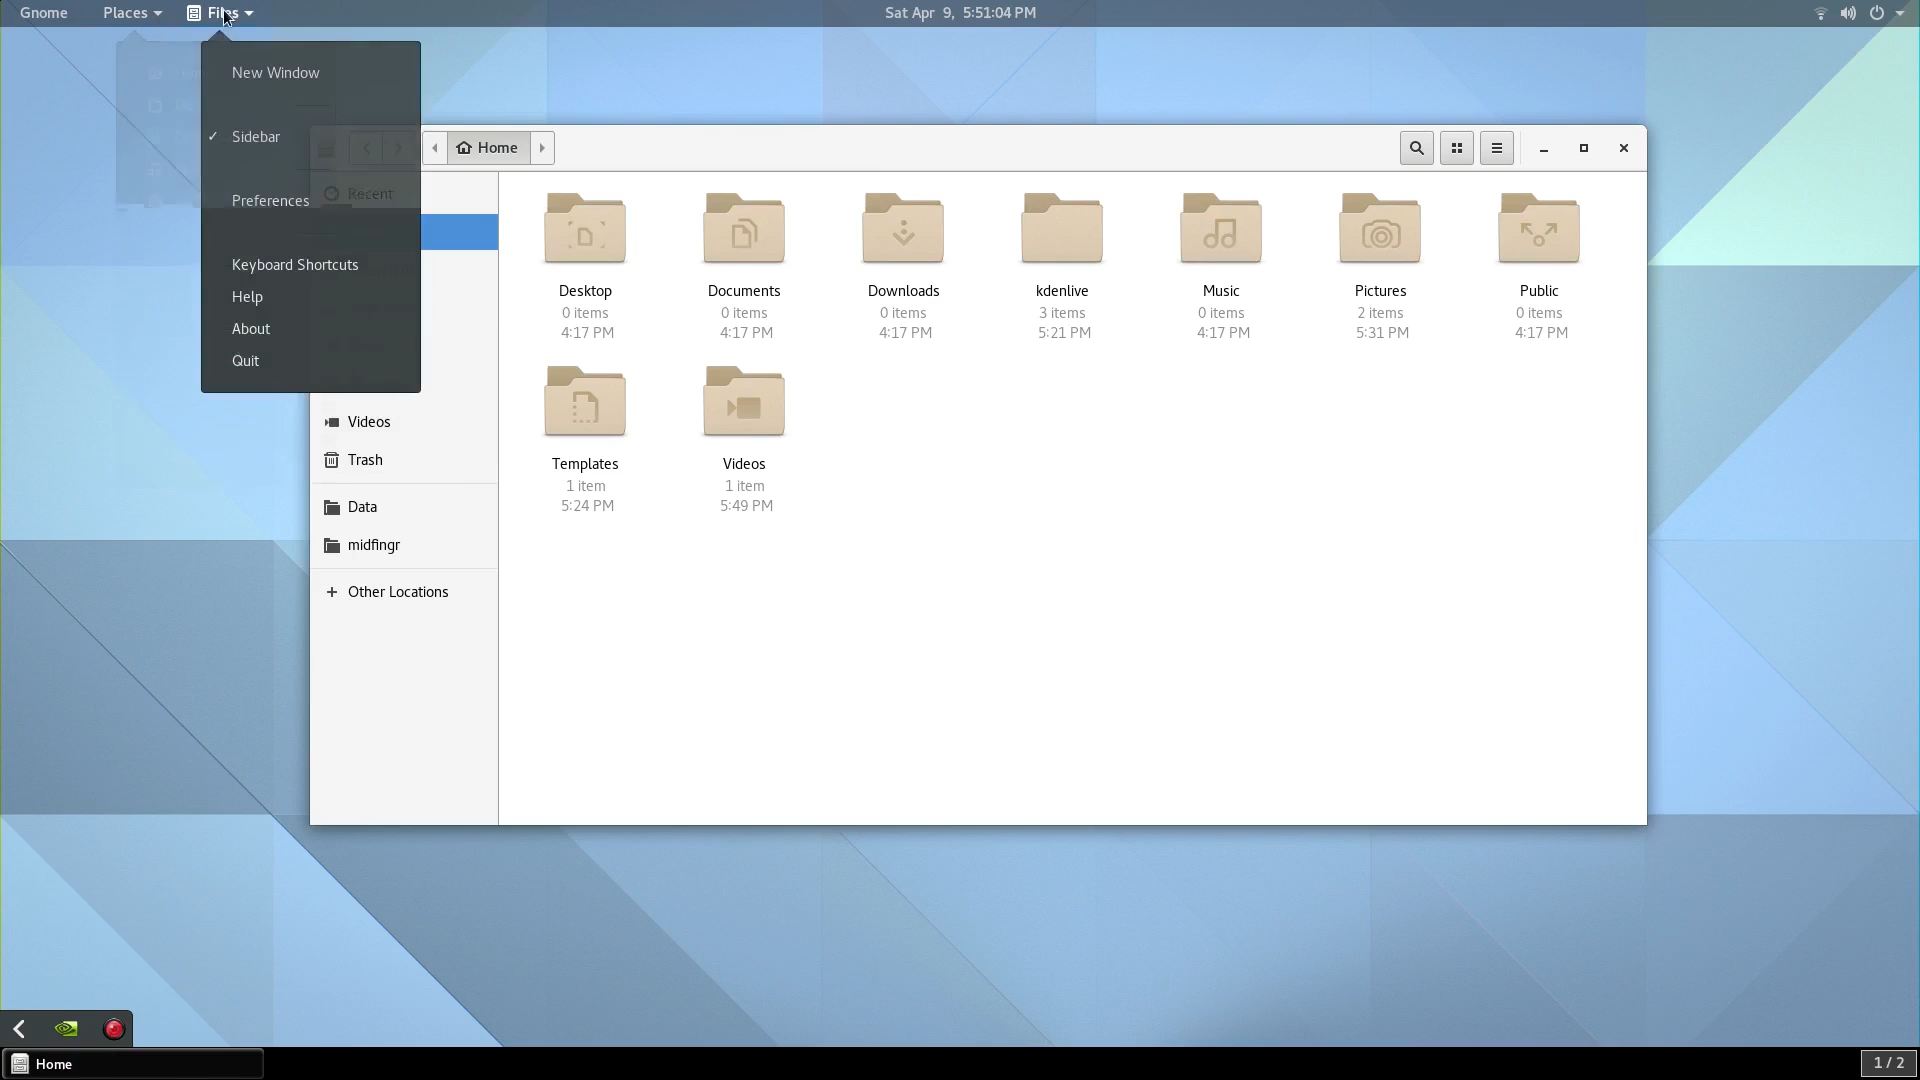 Gnome
Places
Files
Sat Apr 9, 5:51:04 PM
New Window
✓ Sidebar
Preferences
Keyboard Shortcuts
Help
About
Quit
Home
Recent
Videos
Trash
Data
midfingr
+ Other Locations
Desktop
0 items
4:17 PM
Documents
0 items
4:17 PM
Downloads
0 items
4:17 PM
kdenlive
3 items
5:21 PM
Music
0 items
4:17 PM
Pictures
2 items
5:31 PM
Public
0 items
4:17 PM
Templates
1 item
5:24 PM
Videos
1 item
5:49 PM
Home
1 / 2